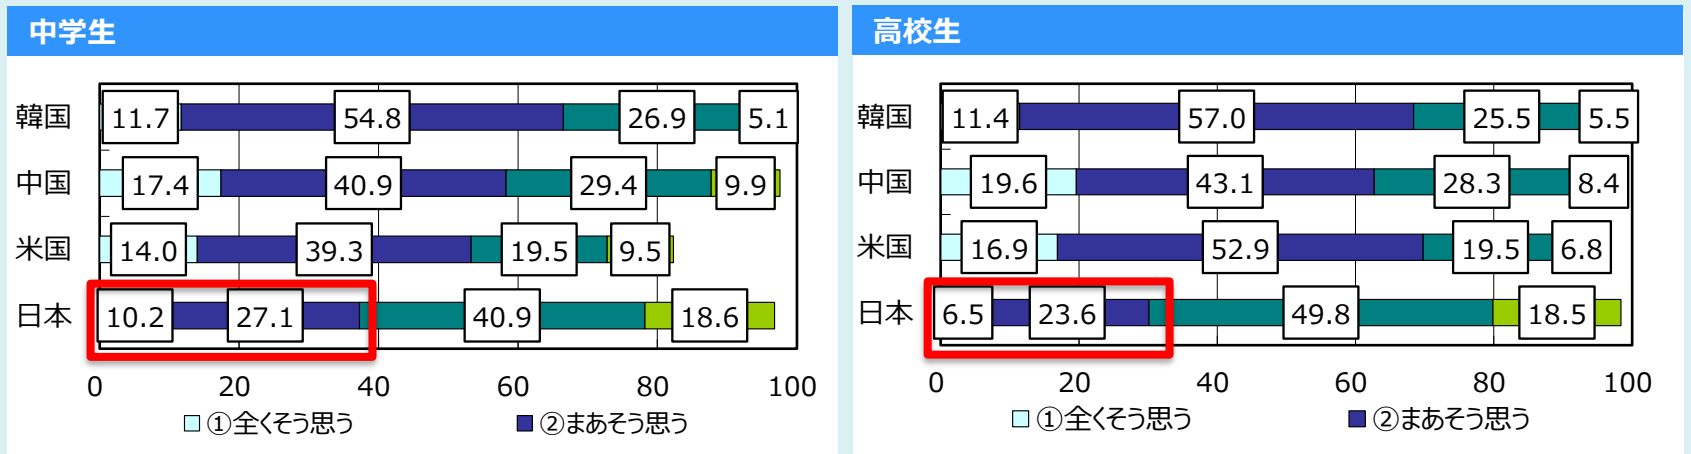 中学生
韓国 11.7 54.8 26.9 5.1
中国 17.4 40.9 29.4 9.9
米国 14.0 39.3 19.5 9.5
日本 10.2 27.1 40.9 18.6
0 20 40 60 80 100
①全くそう思う ②まあそう思う
高校生
韓国 11.4 57.0 25.5 5.5
中国 19.6 43.1 28.3 8.4
米国 16.9 52.9 19.5 6.8
日本 6.5 23.6 49.8 18.5
0 20 40 60 80 100
①全くそう思う ②まあそう思う